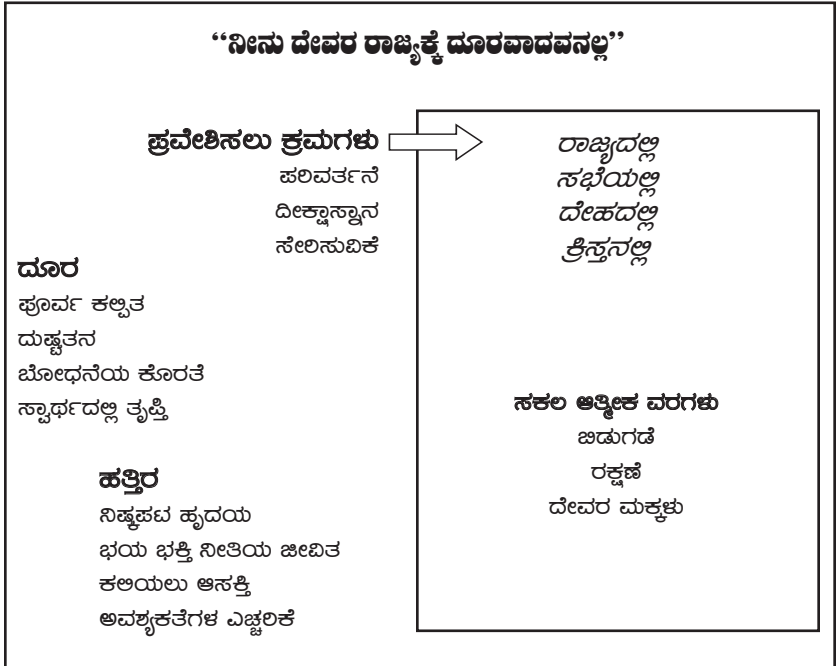 “ನೀನು ದೇವರ ರಾಜ್ಯಕ್ಕೆ ದೂರವಾದವನಲ್ಲ”
ಪ್ರವೇಶಿಸಲು ಕ್ರಮಗಳು
ಪರಿವರ್ತನೆ
ದೀಕ್ಷಾಸ್ನಾನ
ಸೇರಿಸುವಿಕೆ
ರಾಜ್ಯದಲ್ಲಿ
ಸಭೆಯಲ್ಲಿ
ದೇಹದಲ್ಲಿ
ಕ್ರಿಸ್ತನಲ್ಲಿ
ದೂರ
ಪೂರ್ವ ಕಲ್ಪಿತ
ದುಷ್ಟತನ
ಬೋಧನೆಯ ಕೊರತೆ
ಸ್ವಾರ್ಥದಲ್ಲಿ ತೃಪ್ತಿ
ಸಕಲ ಆತ್ಮೀಕ ವರಗಳು
ಬಿಡುಗಡೆ
ರಕ್ಷಣೆ
ದೇವರ ಮಕ್ಕಳು
ಹತ್ತಿರ
ನಿಷ್ಕಪಟ ಹೃದಯ
ಭಯ ಭಕ್ತಿ ನೀತಿಯ ಜೀವಿತ
ಕಲಿಯಲು ಆಸಕ್ತಿ
ಅವಶ್ಯಕತೆಗಳ ಎಚ್ಚರಿಕೆ